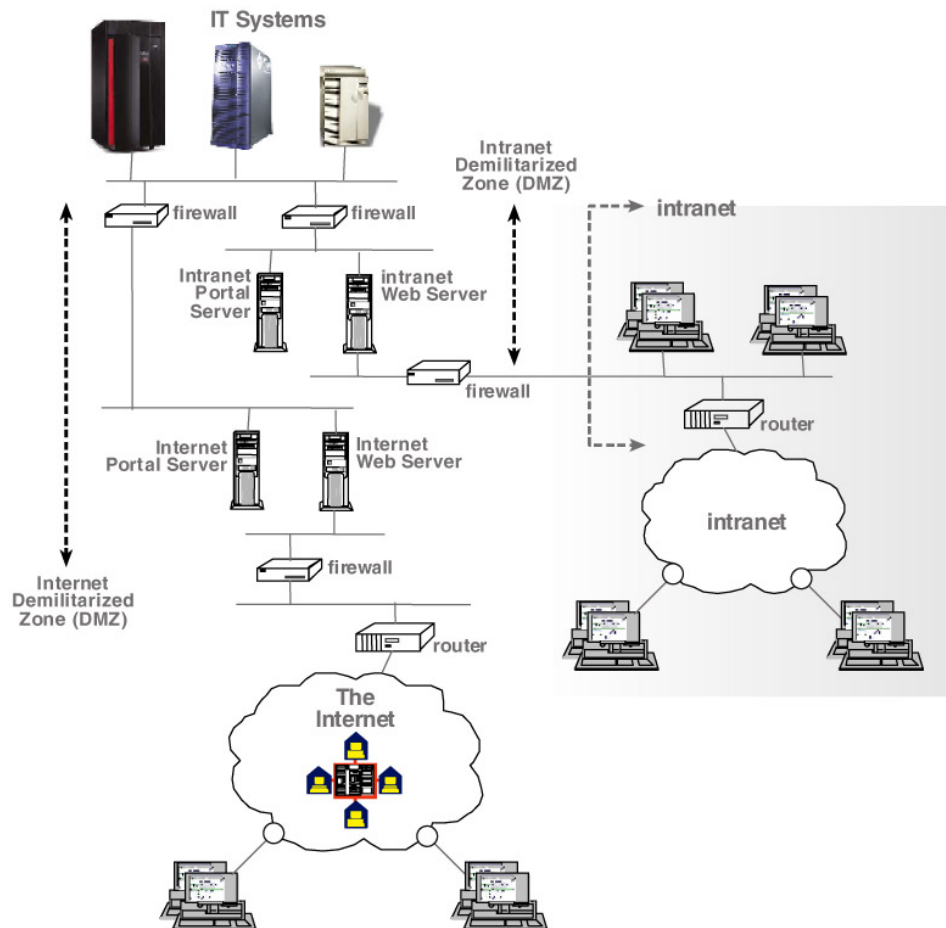 IT Systems
Intranet
Demilitarized
Zone (DMZ)
firewall
firewall
intranet
Intranet
Portal
Server
intranet
Web Server
firewall
router
Internet
Portal Server
Internet
Web Server
intranet
firewall
Internet
Demilitarized
Zone (DMZ)
router
The
Internet